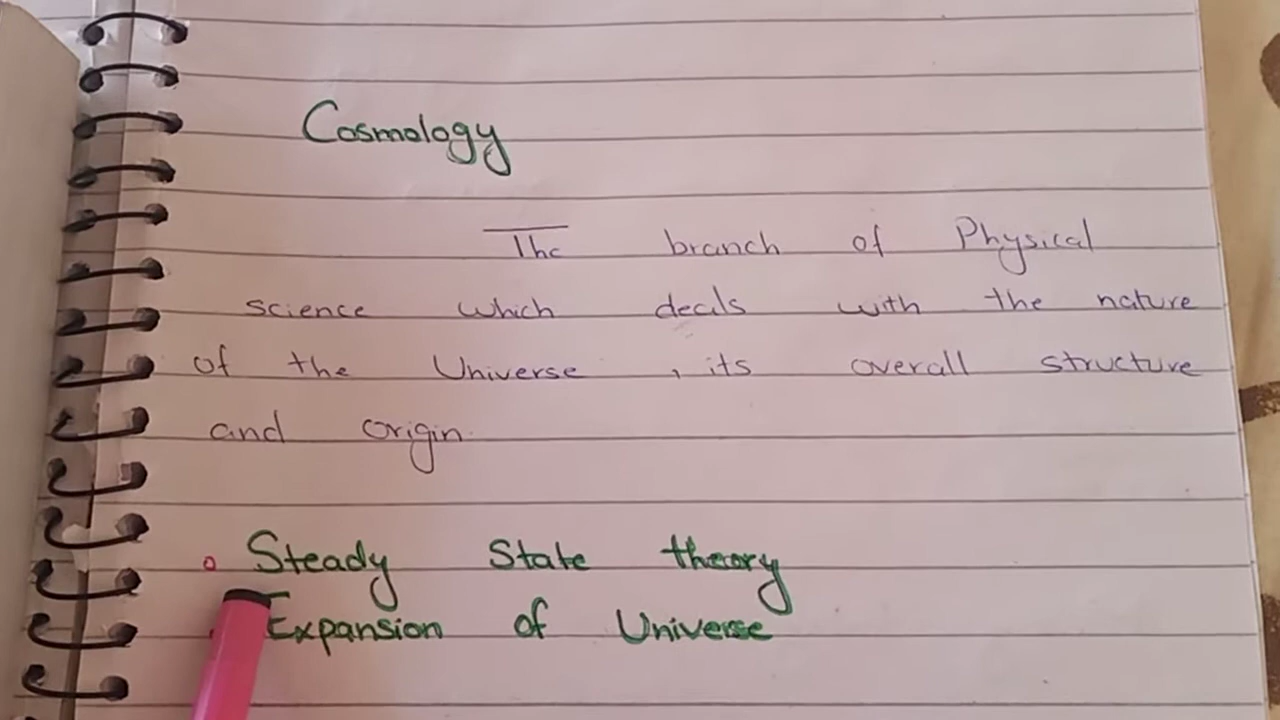 Cosmology
The branch of Physical
science which deals with the nature
of the Universe , its overall structure
and origin.
Steady State theory
Expansion of Universe